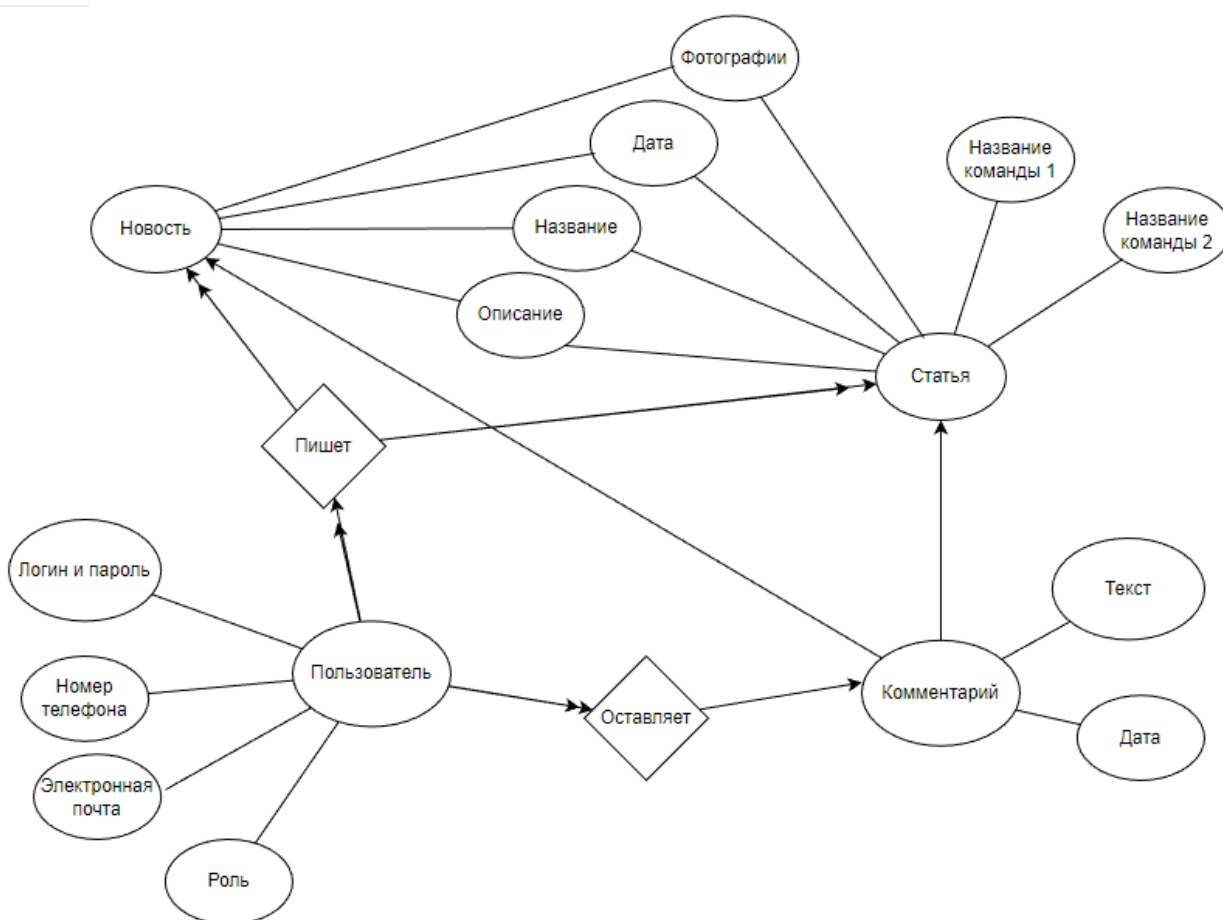 Фотографии
Дата
Название
команды 1
Название
команды 2
Новость
Название
Описание
Статья
Пишет
Логин и пароль
Текст
Пользователь
Номер
телефона
Комментарий
Оставляет
Дата
Электронная
почта
Роль